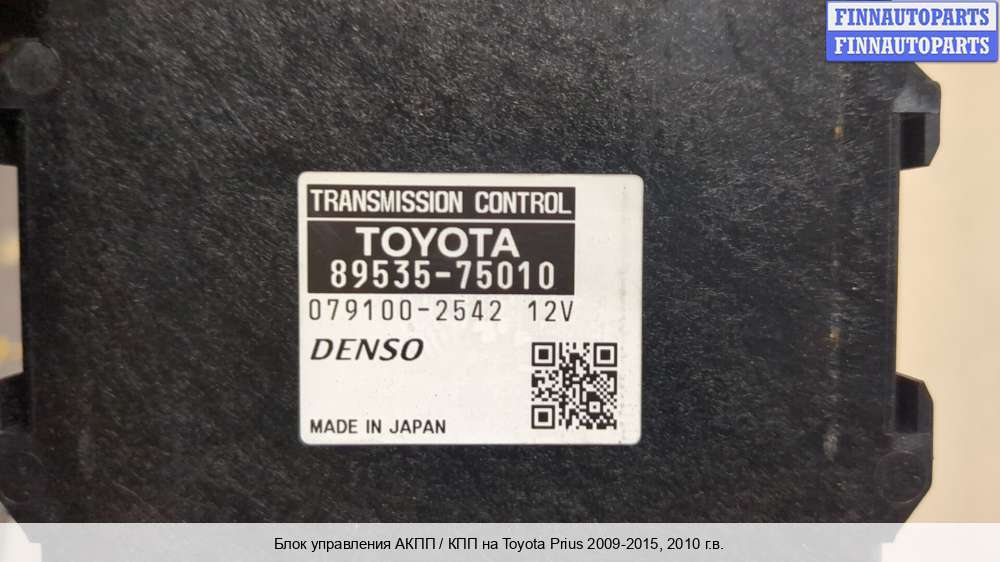 FINNAUTOPARTS
FINNAUTOPARTS
TRANSMISSION CONTROL
TOYOTA
89535-75010
079100-2542 12V
DENSO
MADE IN JAPAN
Блок управления АКПП / КПП на Toyota Prius 2009-2015, 2010 г.в.